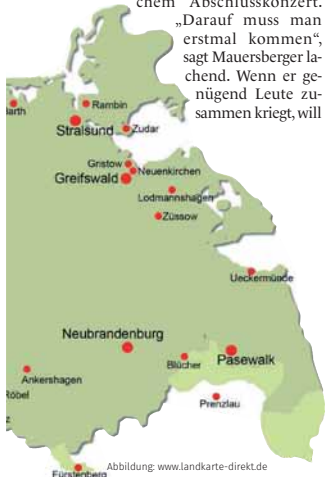 chem Abschlusskonzert.
„Darauf muss man
erstmal kommen“,
sagt Mauersberger la-
chend. Wenn er ge-
nügend Leute zu-
sammen kriegt, will
arth
Rambin
Stralsund
Zudar
Gristow
Neuenkirchen
Greifswald
Lodmannshagen
Züssow
Ueckermünde
Neubrandenburg
Blücher
Pasewalk
Ankershagen
Röbel
Prenzlau
z
Abbildung: www.landkarte-direkt.de
Fürstenberg